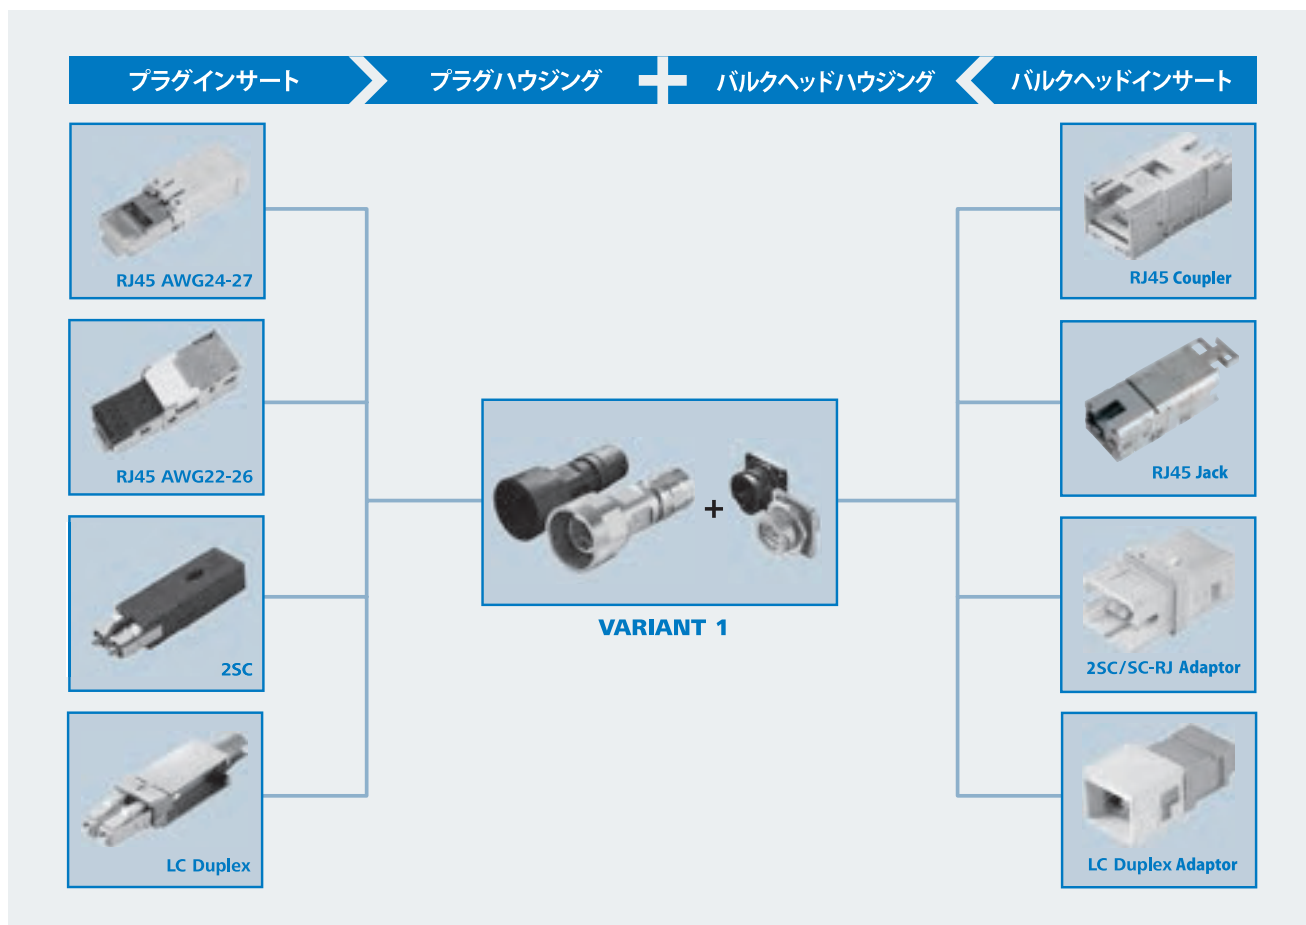 プラグインサート
プラグハウジング
バルクヘッドハウジング
バルクヘッドインサート
RJ45 AWG24-27
RJ45 AWG22-26
2SC
LC Duplex
+
VARIANT 1
RJ45 Coupler
RJ45 Jack
2SC/SC-RJ Adaptor
LC Duplex Adaptor